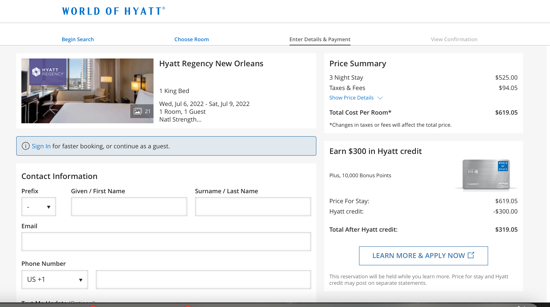 WORLD OF HYATT
Begin Search
Choose Room
Enter Details & Payment
View Confirmation
HYATT
REGENCY
21
Hyatt Regency New Orleans
1 King Bed
Wed, Jul 6, 2022 - Sat, Jul 9, 2022
1 Room, 1 Guest
Natl Strength...
Sign In for faster booking, or continue as a guest.
Contact Information
Prefix Given / First Name Surname / Last Name
-
Email
Phone Number
US +1
Price Summary
3 Night Stay $525.00
Taxes & Fees $94.05
Show Price Details
Total Cost Per Room* $619.05
*Changes in taxes or fees will affect the total price.
Earn $300 in Hyatt credit
Plus, 10,000 Bonus Points
Price For Stay: $619.05
Hyatt credit: -$300.00
Total After Hyatt credit: $319.05
LEARN MORE & APPLY NOW
This reservation will be held while you learn more. Price for stay and Hyatt
credit may post on separate statements.